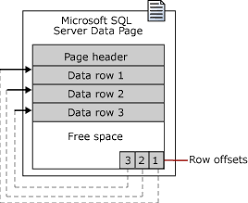 Microsoft SQL
Server Data Page
Page header
Data row 1
Data row 2
Data row 3
Free space
3 2 1
Row offsets